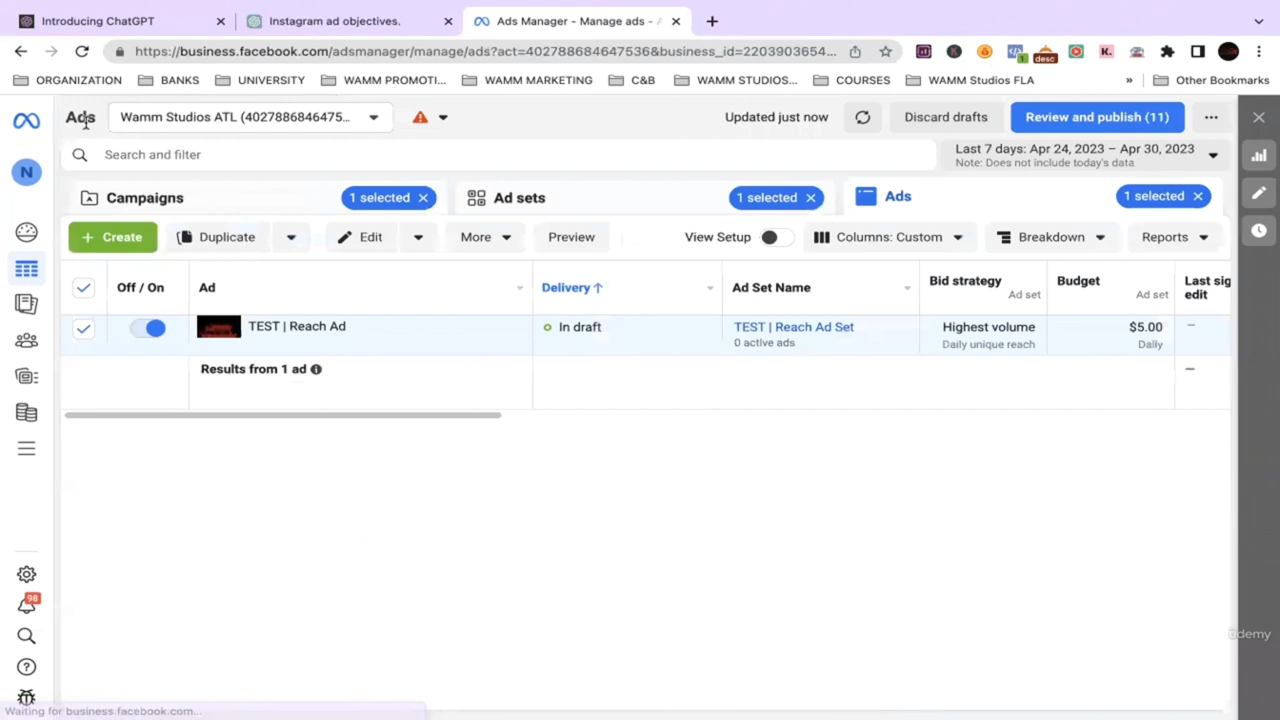 Introducing ChatGPT
Instagram ad objectives.
Ads Manager - Manage ads - A
https://business.facebook.com/adsmanager/manage/ads?act=402788684647536&business_id=2203903654...
1
desc
K.
ORGANIZATION
BANKS
UNIVERSITY
WAMM PROMOTI...
WAMM MARKETING
C&B
WAMM STUDIOS...
COURSES
WAMM Studios FLA
»
Other Bookmarks
Ads
Wamm Studios ATL (4027886846475...
Updated just now
Discard drafts
Review and publish (11)
N
Search and filter
Last 7 days: Apr 24, 2023 – Apr 30, 2023
Note: Does not include today's data
Campaigns
1 selected
Ad sets
1 selected
Ads
1 selected
+ Create
Duplicate
Edit
More
Preview
View Setup
Columns: Custom
Breakdown
Reports
Off / On
Ad
Delivery ↑
Ad Set Name
Bid strategy
Ad set
Budget
Ad set
Last sig
edit
TEST | Reach Ad
In draft
TEST | Reach Ad Set
0 active ads
Highest volume
Daily unique reach
$5.00
Daily
–
Results from 1 ad
–
98
ûdemy
Waiting for business.facebook.com...